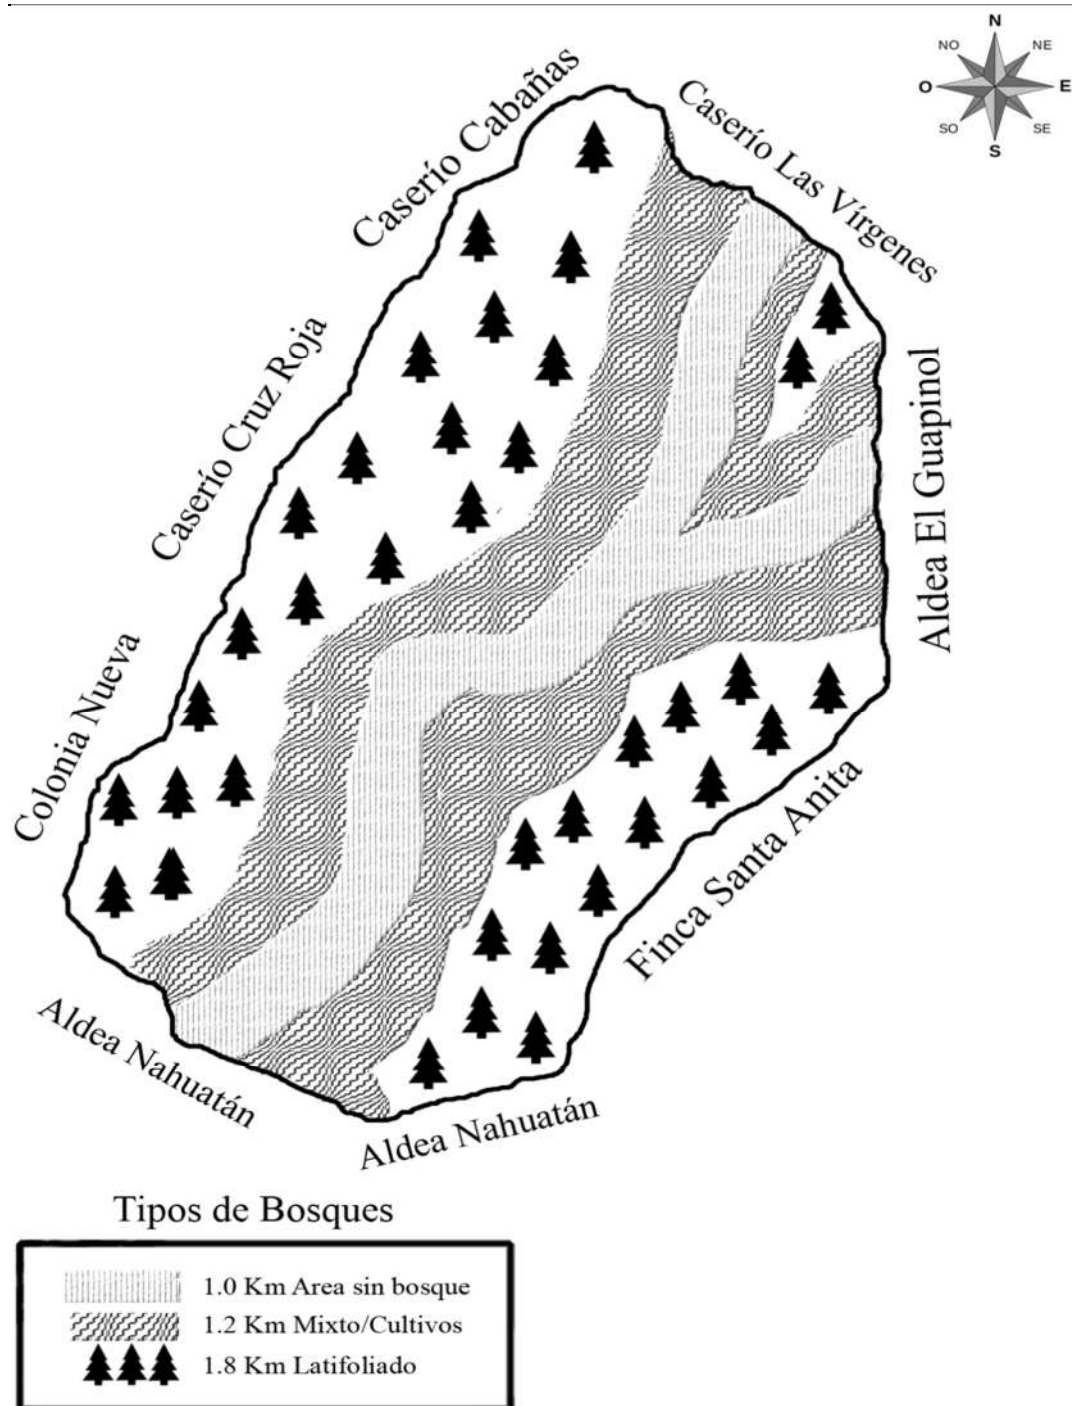 N
NO
NE
O
E
SO
SE
S
Caserío Cabañas
Caserío Las Vírgenes
Caserío Cruz Roja
Aldea El Guapinol
Colonia Nueva
Finca Santa Anita
Aldea Nahuatán
Aldea Nahuatán
Tipos de Bosques
1.0 Km Area sin bosque
1.2 Km Mixto/Cultivos
1.8 Km Latifoliado